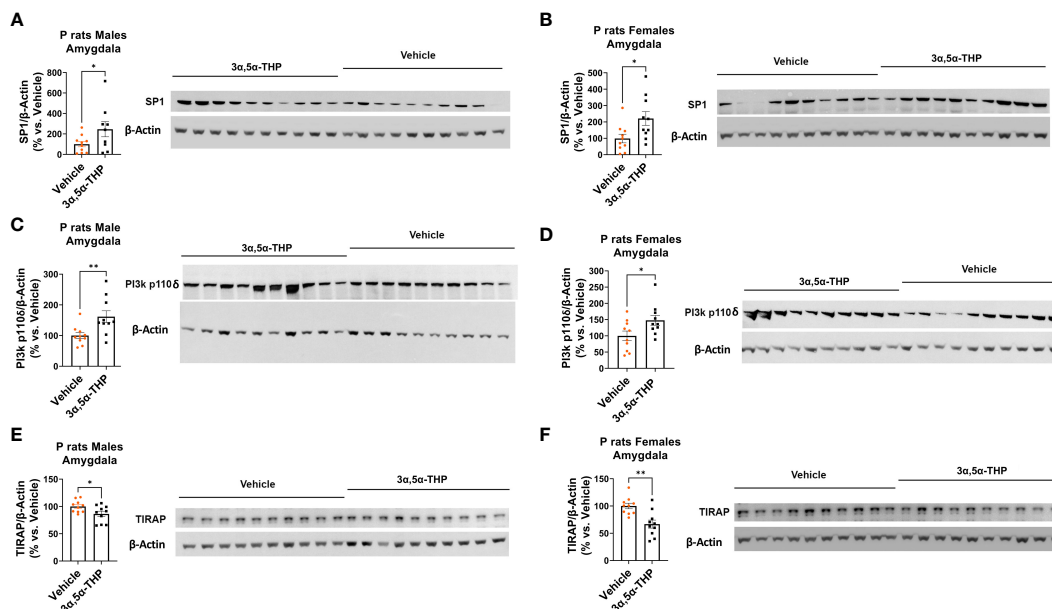 A
P rats Males
Amygdala
*
SP1/β-Actin
(% vs. Vehicle)
800
600
400
200
0
Vehicle
3α,5α-THP
3α,5α-THP
Vehicle
SP1
β-Actin
B
P rats Females
Amygdala
*
SP1/β-Actin
(% vs. Vehicle)
500
400
300
200
100
0
Vehicle
3α,5α-THP
Vehicle
3α,5α-THP
SP1
β-Actin
C
P rats Male
Amygdala
**
PI3k p110δ/β-Actin
(% vs. Vehicle)
300
250
200
150
100
50
0
Vehicle
3α,5α-THP
3α,5α-THP
Vehicle
PI3k p110δ
β-Actin
D
P rats Females
Amygdala
*
PI3k p110δ/β-Actin
(% vs. Vehicle)
300
250
200
150
100
50
0
Vehicle
3α,5α-THP
3α,5α-THP
Vehicle
PI3k p110δ
β-Actin
E
P rats Males
Amygdala
*
TIRAP/β-Actin
(% vs. Vehicle)
150
100
50
0
Vehicle
3α,5α-THP
Vehicle
3α,5α-THP
TIRAP
β-Actin
F
P rats Females
Amygdala
**
TIRAP/β-Actin
(% vs. Vehicle)
150
100
50
0
Vehicle
3α,5α-THP
Vehicle
3α,5α-THP
TIRAP
β-Actin